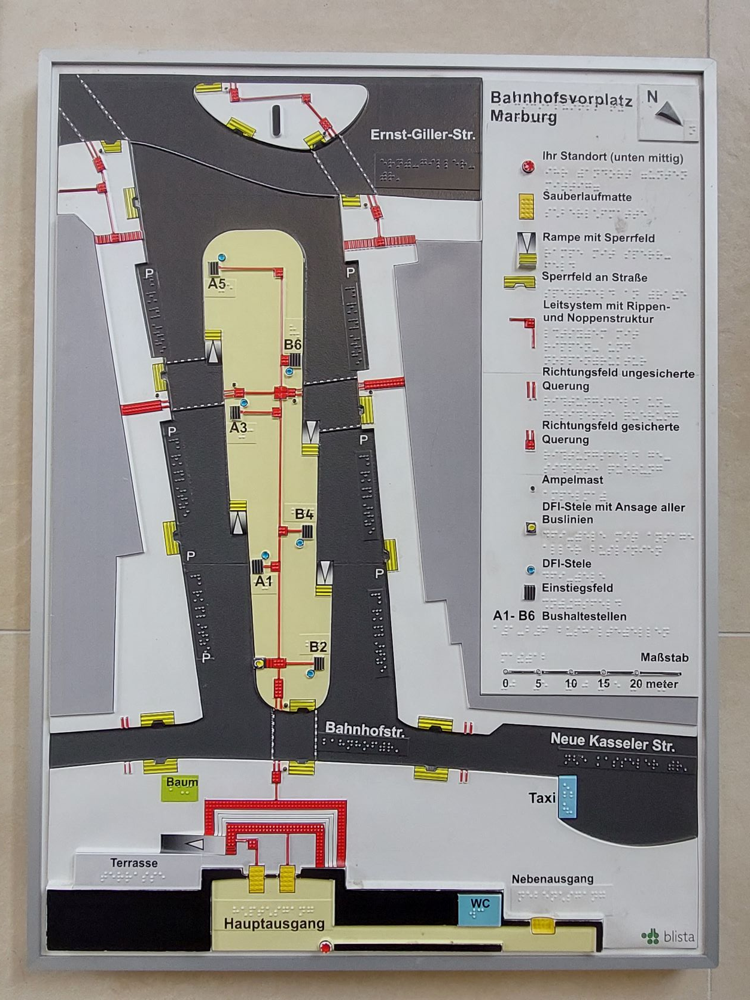 Bahnhofsvorplatz
Marburg
N
Ihr Standort (unten mittig)
Sauberlaufmatte
Rampe mit Sperrfeld
Sperrfeld an Straße
Leitsystem mit Rippen-
und Noppenstruktur
Richtungsfeld ungesicherte
Querung
Richtungsfeld gesicherte
Querung
Ampelmast
DFI-Stele mit Ansage aller
Buslinien
DFI-Stele
Einstiegsfeld
A1- B6 Bushaltestellen
Maßstab
0 5 10 15 20 meter
Ernst-Giller-Str.
P
P
A5
B6
A3
P
P
B4
P
A1
P
B2
P
Bahnhofstr.
Neue Kasseler Str.
Baum
Taxi
Terrasse
Nebenausgang
WC
Hauptausgang
blista